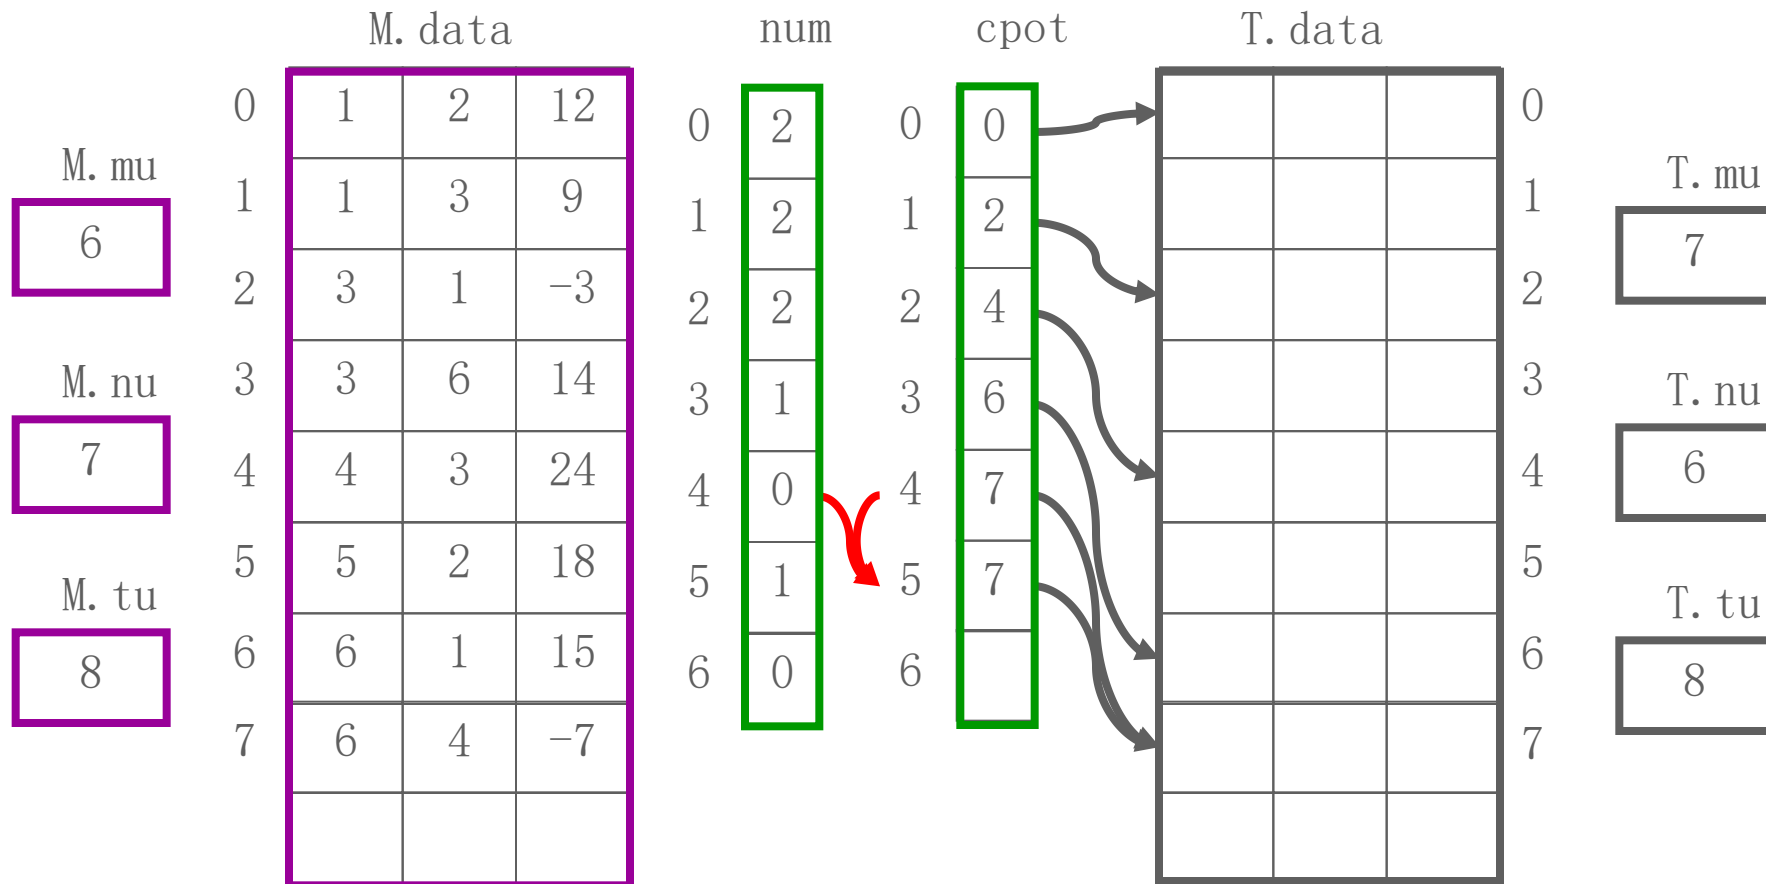 M.data num cpot T.data
0 1 2 12 0 2 0 0 0
M.mu 1 1 3 9 1 2 1 2 1 T.mu
6 2 3 1 -3 2 2 2 4 2 7
M.nu 3 3 6 14 3 1 3 6 3 T.nu
7 4 4 3 24 4 0 4 7 4 6
5 5 2 18 5 1 5 7 5
M.tu T.tu
8 6 6 1 15 6 0 6 6 8
7 6 4 -7 7